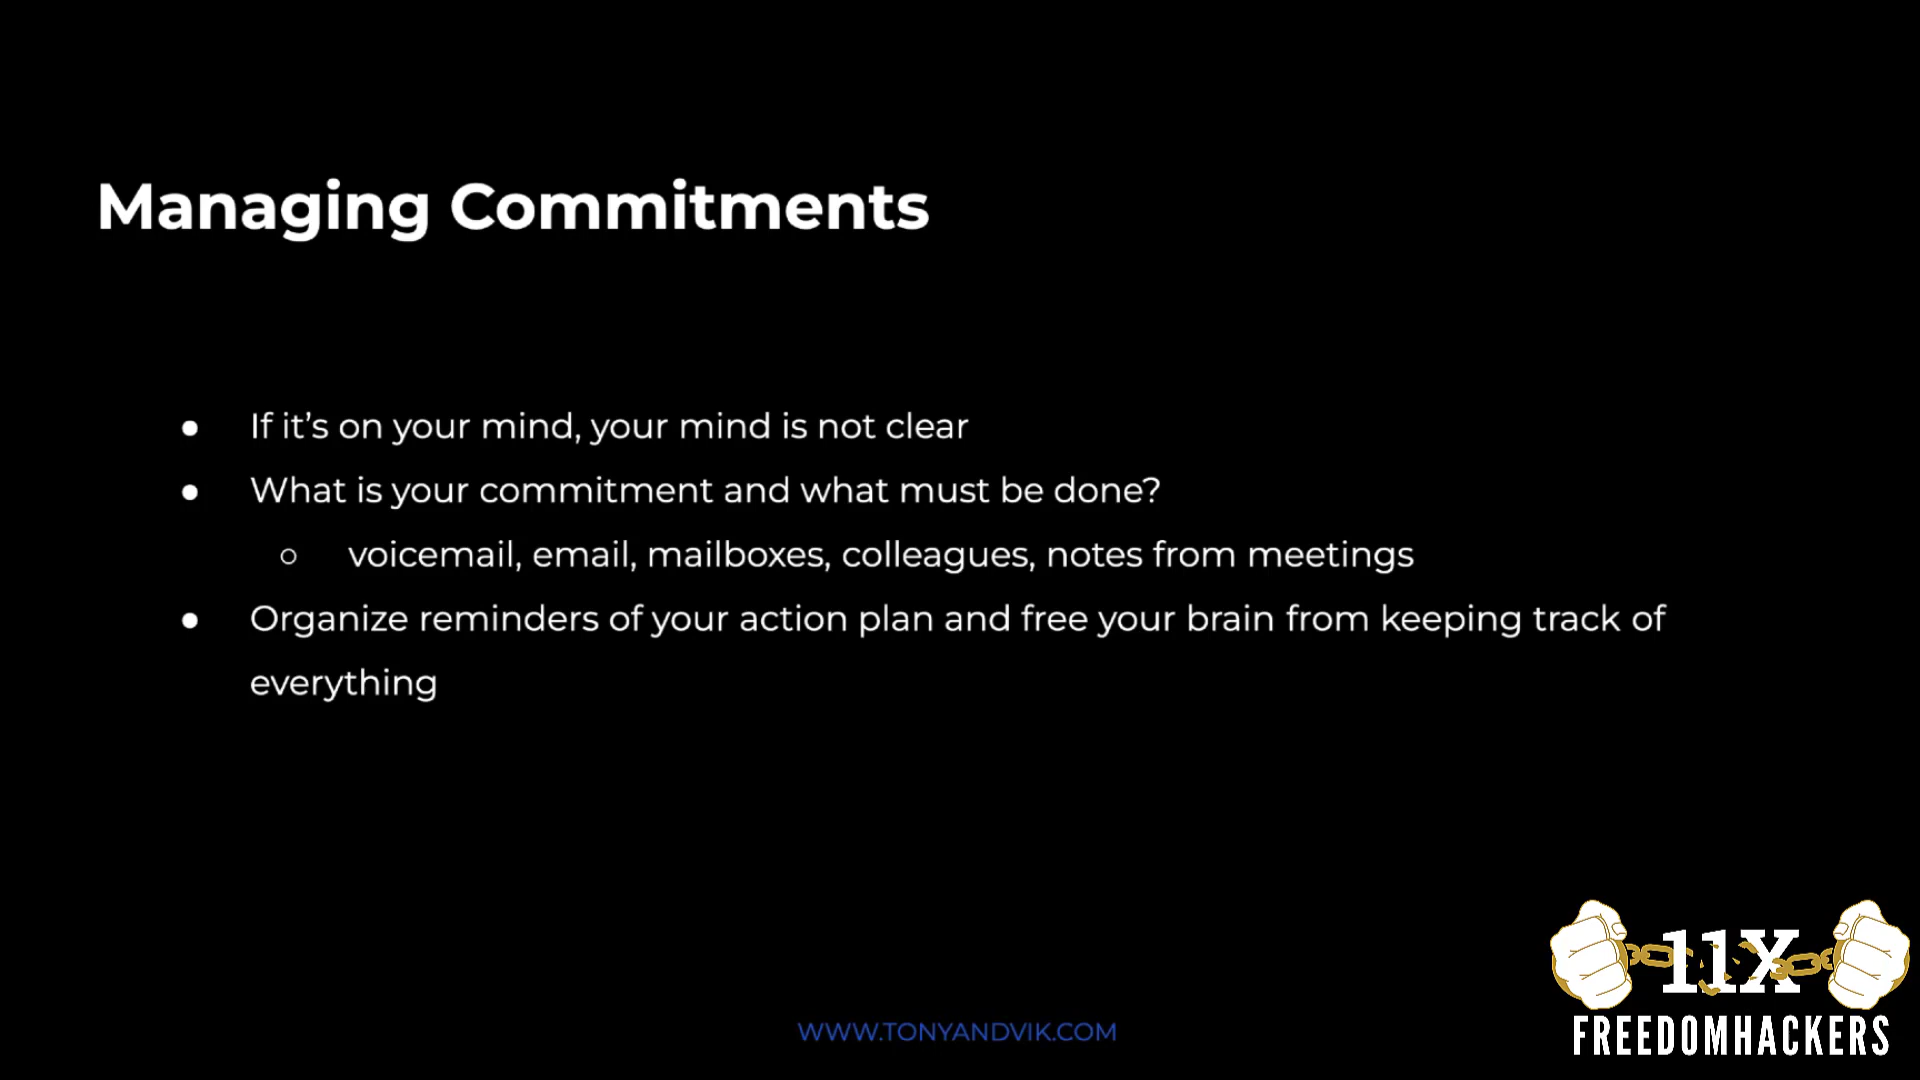 Managing Commitments
● If it’s on your mind, your mind is not clear
● What is your commitment and what must be done?
○ voicemail, email, mailboxes, colleagues, notes from meetings
● Organize reminders of your action plan and free your brain from keeping track of
everything
11X
FREEDOMHACKERS
WWW.TONYANDVIK.COM